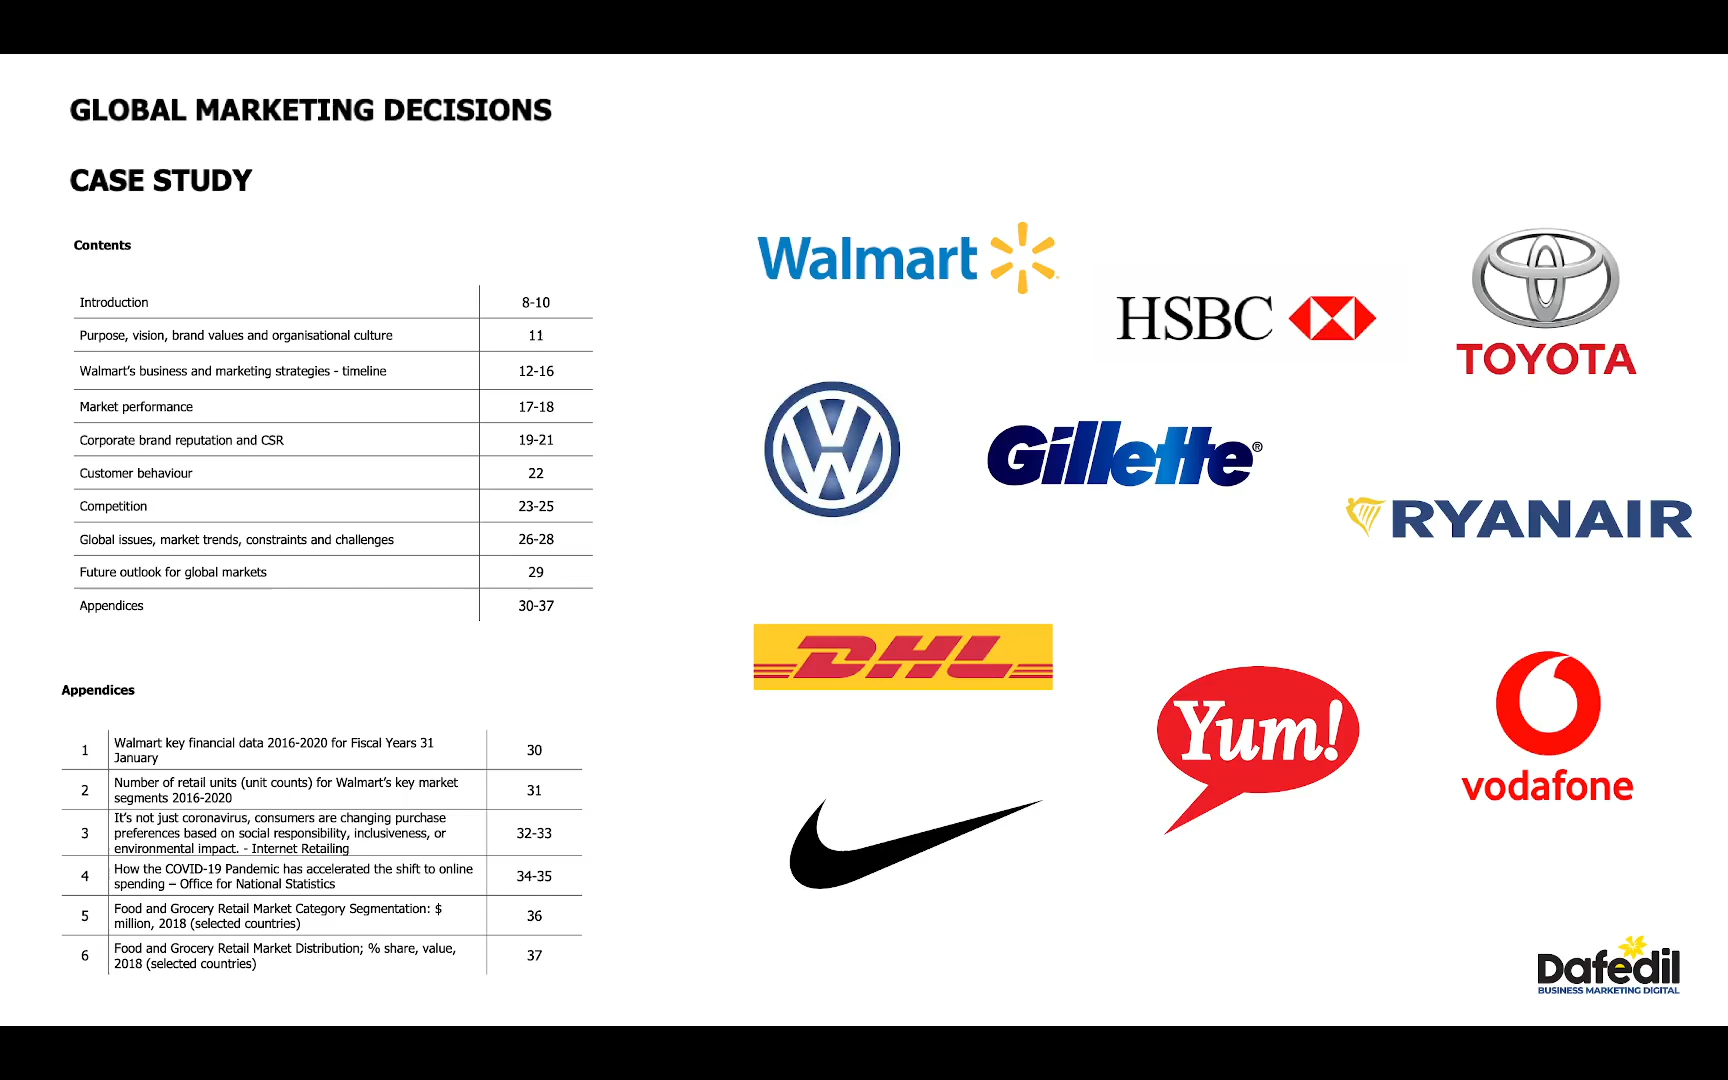 GLOBAL MARKETING DECISIONS
CASE STUDY
Contents
Introduction 8-10
Purpose, vision, brand values and organisational culture 11
Walmart's business and marketing strategies - timeline 12-16
Market performance 17-18
Corporate brand reputation and CSR 19-21
Customer behaviour 22
Competition 23-25
Global issues, market trends, constraints and challenges 26-28
Future outlook for global markets 29
Appendices 30-37
Appendices
1 Walmart key financial data 2016-2020 for Fiscal Years 31
January 30
2 Number of retail units (unit counts) for Walmart's key market
segments 2016-2020 31
3 It's not just coronavirus, consumers are changing purchase
preferences based on social responsibility, inclusiveness, or
environmental impact. - Internet Retailing 32-33
4 How the COVID-19 Pandemic has accelerated the shift to online
spending – Office for National Statistics 34-35
5 Food and Grocery Retail Market Category Segmentation: $
million, 2018 (selected countries) 36
6 Food and Grocery Retail Market Distribution; % share, value,
2018 (selected countries) 37
Walmart
HSBC
TOYOTA
VW
Gillette®
RYANAIR
DHL
Yum!
vodafone
Dafedil
BUSINESS MARKETING DIGITAL